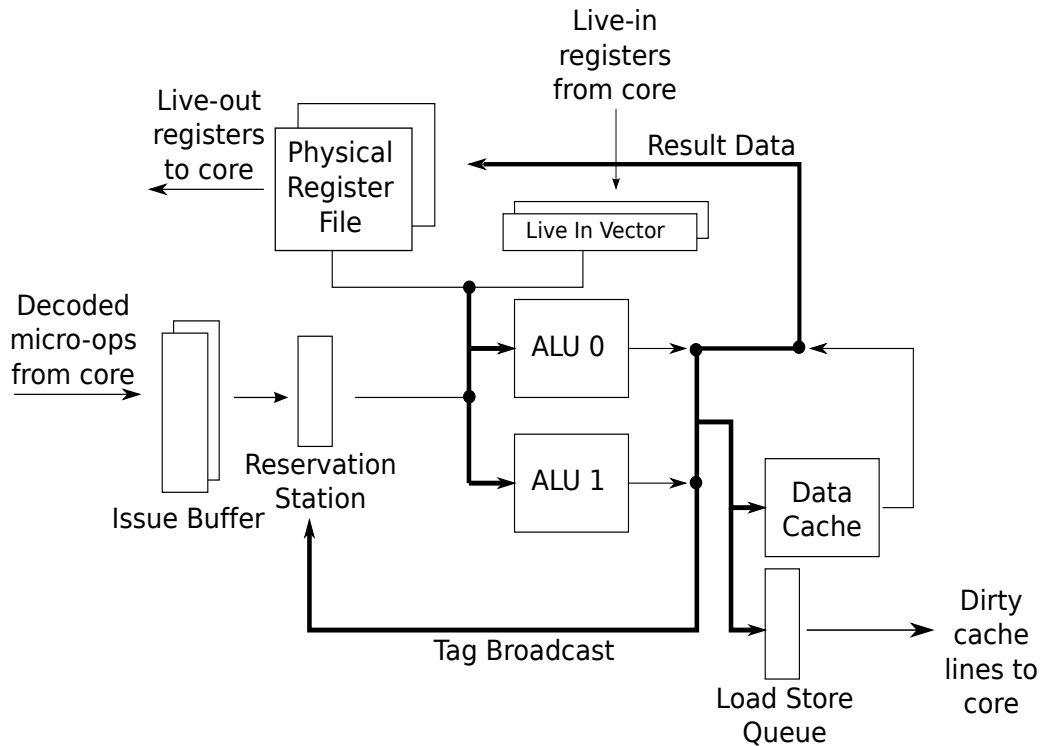 Live-in
registers
from core
Live-out
registers
to core
Result Data
Physical
Register
File
Live In Vector
Decoded
micro-ops
from core
ALU 0
ALU 1
Reservation
Station
Issue Buffer
Data
Cache
Tag Broadcast
Dirty
cache
lines to
core
Load Store
Queue